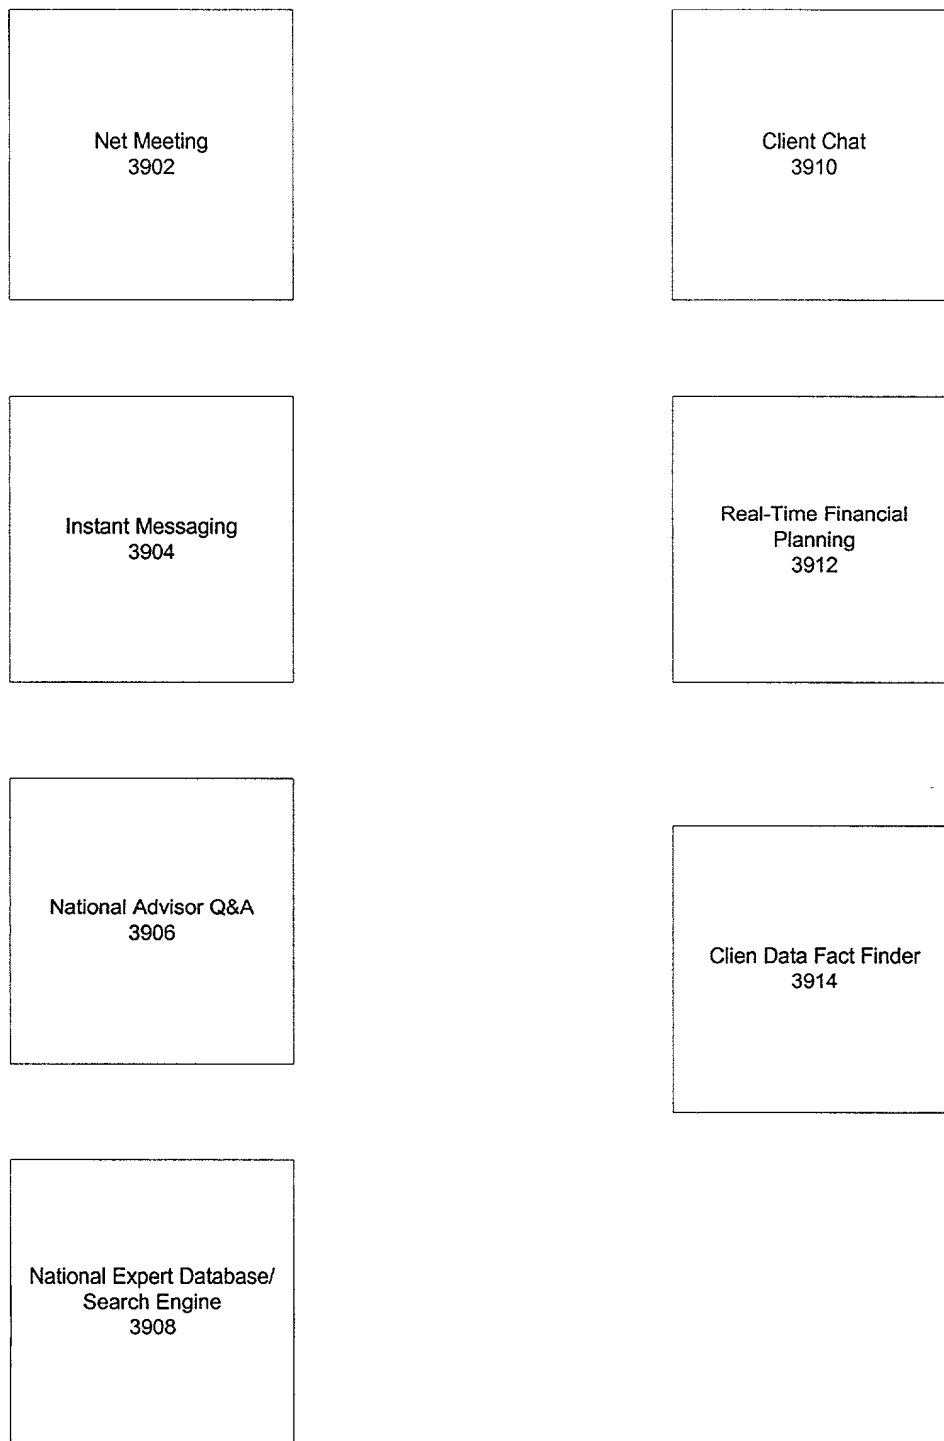 Net Meeting
3902
Client Chat
3910
Instant Messaging
3904
Real-Time Financial
Planning
3912
National Advisor Q&A
3906
Clien Data Fact Finder
3914
National Expert Database/
Search Engine
3908